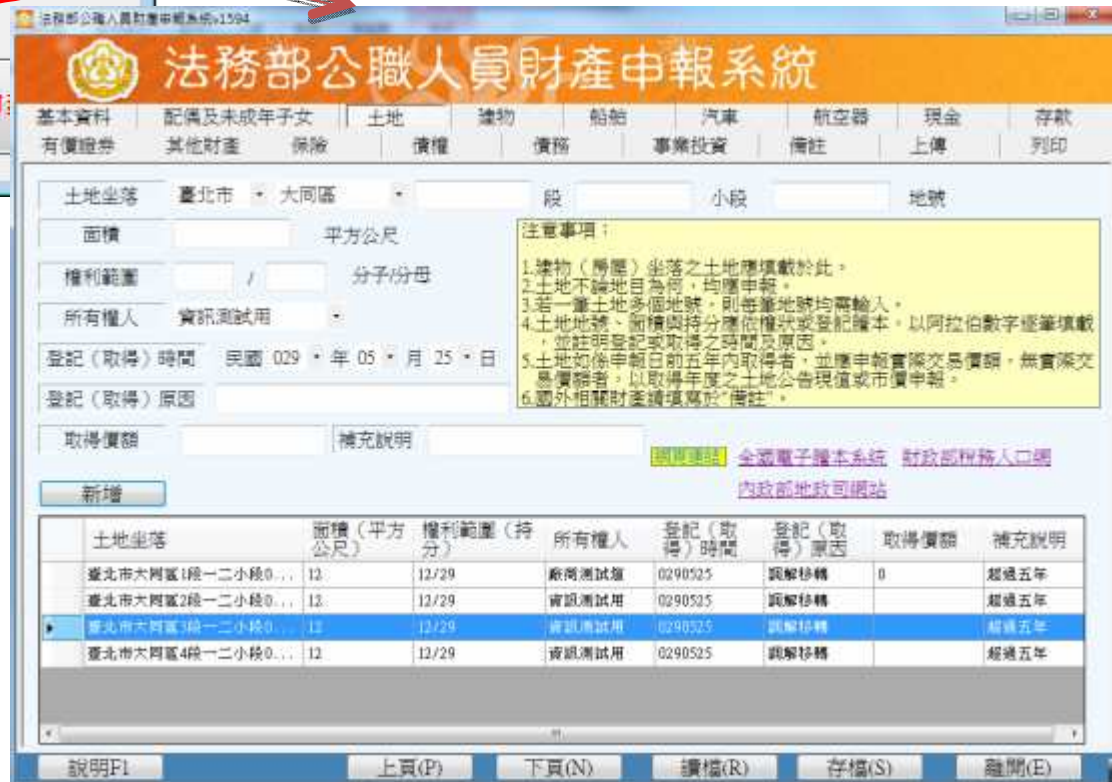 法務部公職人員財產申報系統v1594
法務部公職人員財產申報系統
基本資料 配偶及未成年子女 土地 建物 船舶 汽車 航空器 現金 存款
有價證券 其他財產 保險 債權 債務 事業投資 備註 上傳 列印
土地坐落 臺北市 大同區 段 小段 地號
面積 平方公尺
權利範圍 / 分子/分母
所有權人 資訊測試用
登記(取得)時間 民國 029 年 05 月 25 日
登記(取得)原因
取得價額 補充說明
注意事項:
1.建物(房屋)坐落之土地應填載於此。
2.土地不論地目為何,均應申報。
3.若一筆土地多個地號,則每筆地號均需輸入。
4.土地地號、面積與持分應依權狀或登記謄本,以阿拉伯數字逐筆填載
,並註明登記或取得之時間及原因。
5.土地如係申報日前五年內取得者,並應申報實際交易價額,無實際交
易價額者,以取得年度之土地公告現值或市價申報。
6.國外相關財產請填寫於"備註"。
全國電子謄本系統 財政部稅務入口網
內政部地政司網站
新增
土地坐落 面積(平方公尺) 權利範圍(持分) 所有權人 登記(取得)時間 登記(取得)原因 取得價額 補充說明
臺北市大同區1段一二小段0... 12 12/29 廠商測試 0290525 調解移轉 0 超過五年
臺北市大同區2段一二小段0... 12 12/29 資訊測試用 0290525 調解移轉 超過五年
臺北市大同區3段一二小段0... 12 12/29 資訊測試用 0290525 調解移轉 超過五年
臺北市大同區4段一二小段0... 12 12/29 資訊測試用 0290525 調解移轉 超過五年
說明F1 上頁(P) 下頁(N) 讀檔(R) 存檔(S) 離開(E)